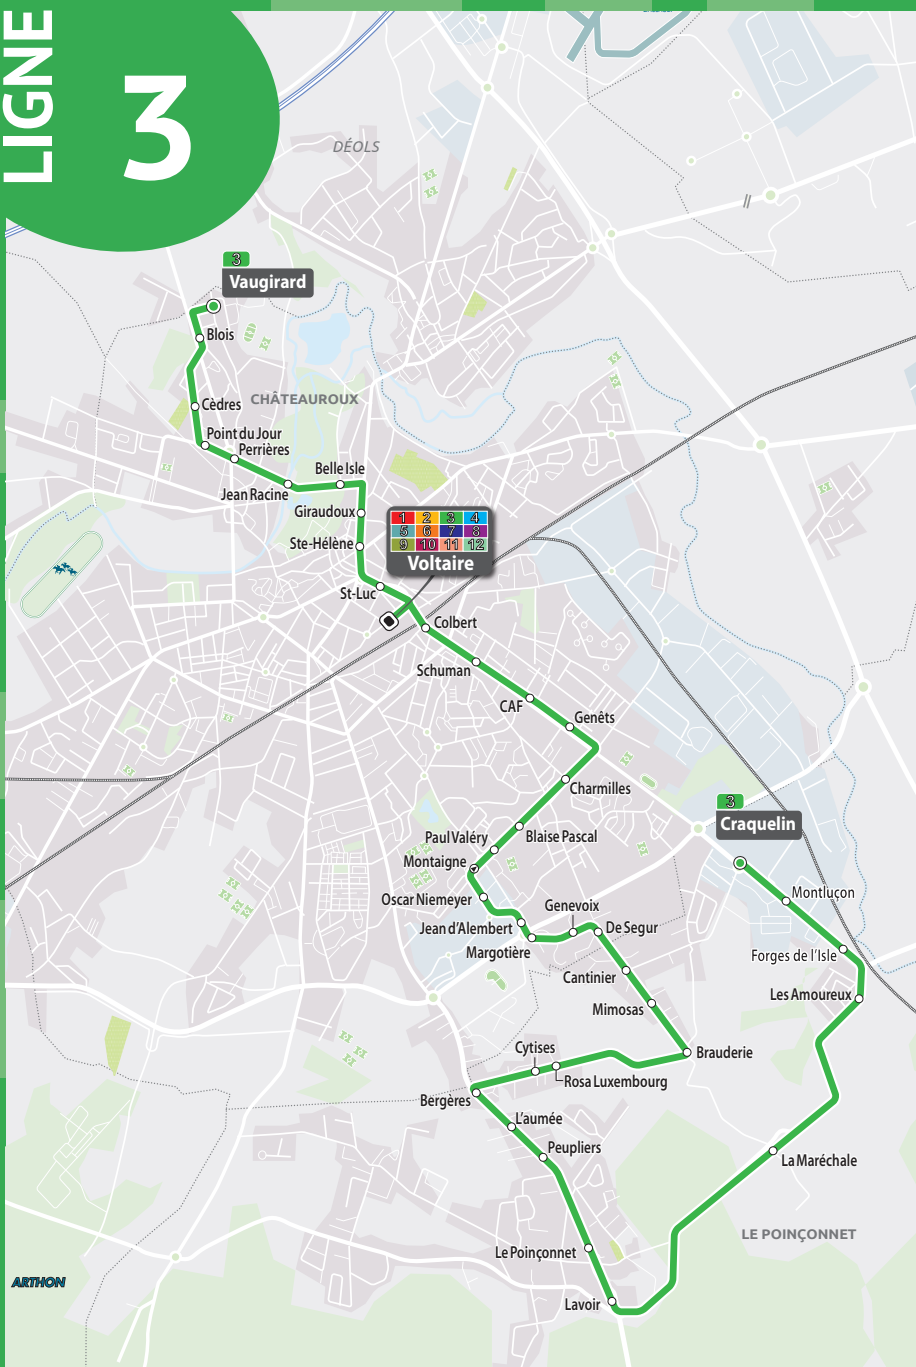 LIGNE
3
DÉOLS
3
Vaugirard
Blois
CHÂTEAUROUX
Cèdres
Point du Jour
Perrières
Belle Isle
Jean Racine
Giraudoux
1 2 3 4
5 6 7 8
9 10 11 12
Voltaire
Ste-Hélène
St-Luc
Colbert
Schuman
CAF
Genêts
Charmilles
3
Craquelin
Paul Valéry
Blaise Pascal
Montaigne
Montluçon
Oscar Niemeyer
Genevoix
Jean d'Alembert
De Segur
Margotière
Forges de l'Isle
Cantinier
Les Amoureux
Mimosas
Cytises
Brauderie
Rosa Luxembourg
Bergères
L'aumée
Peupliers
La Maréchale
LE POINÇONNET
Le Poinçonnet
ARTHON
Lavoir